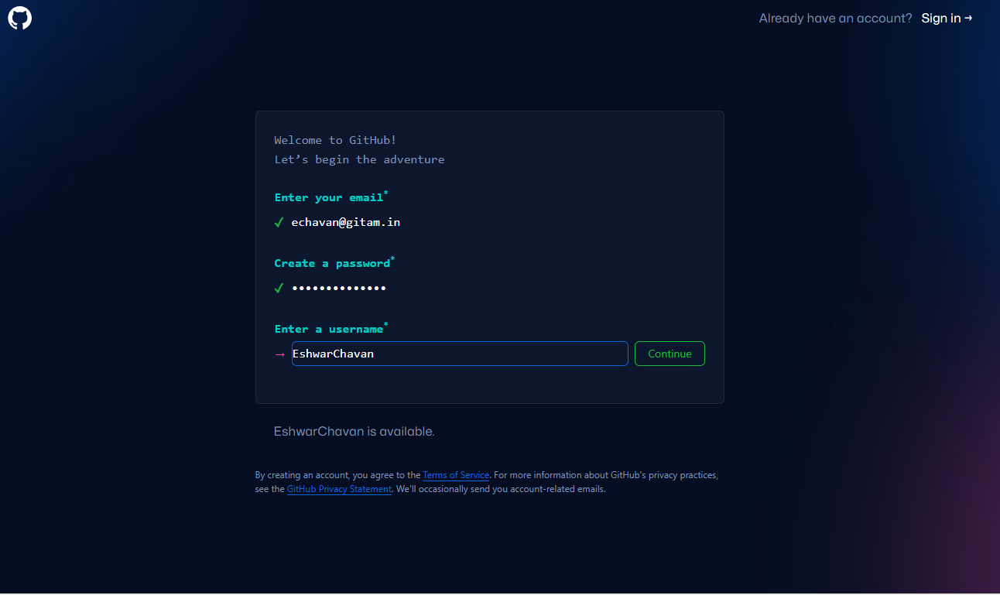 Already have an account? Sign in →
Welcome to GitHub!
Let’s begin the adventure
Enter your email*
✓ echavan@gitam.in
Create a password*
✓ ••••••••••••••
Enter a username*
→ EshwarChavan Continue
EshwarChavan is available.
By creating an account, you agree to the Terms of Service. For more information about GitHub's privacy practices,
see the GitHub Privacy Statement. We'll occasionally send you account-related emails.